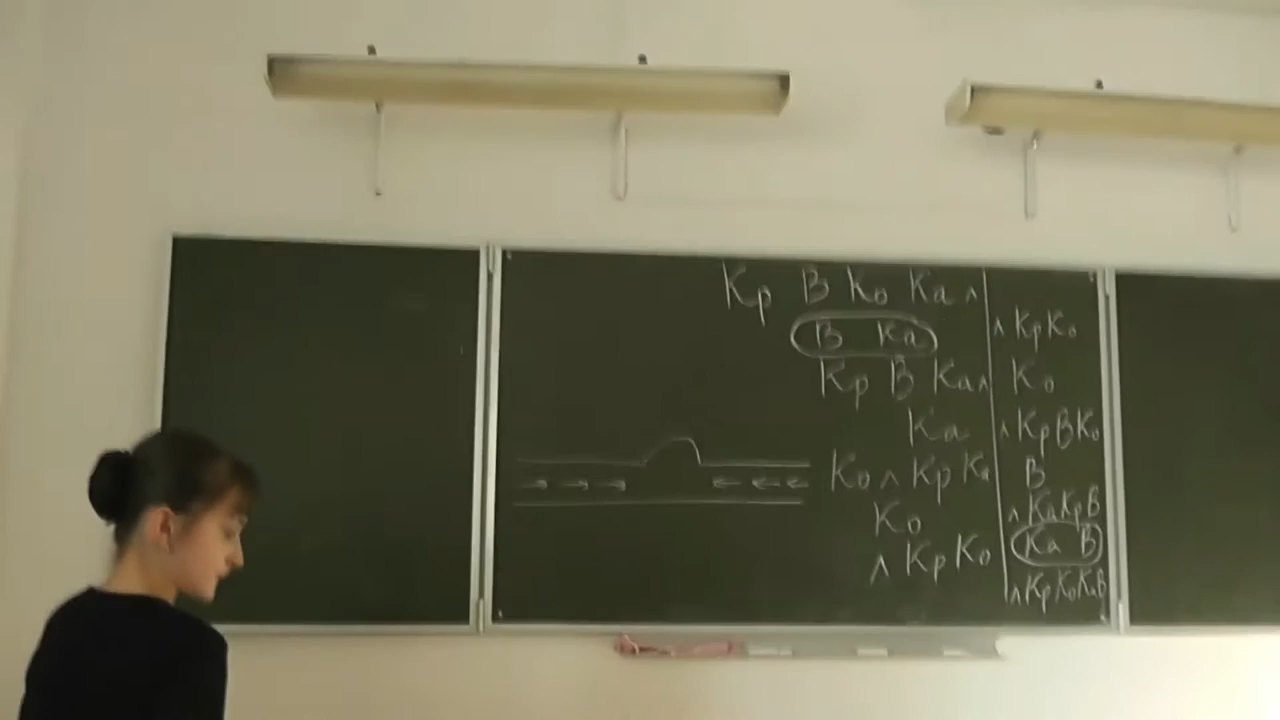 Кр В Ко Ка ∧
∧ Кр Ко
В Ка
Кр В Ка ∧
Ко
Ка
∧ Кр В Ко
Ко ∧ Кр Ка
В
∧ Ка Кр В
Ко
Ка В
∧ Кр Ко
∧ Кр Ко Ка В